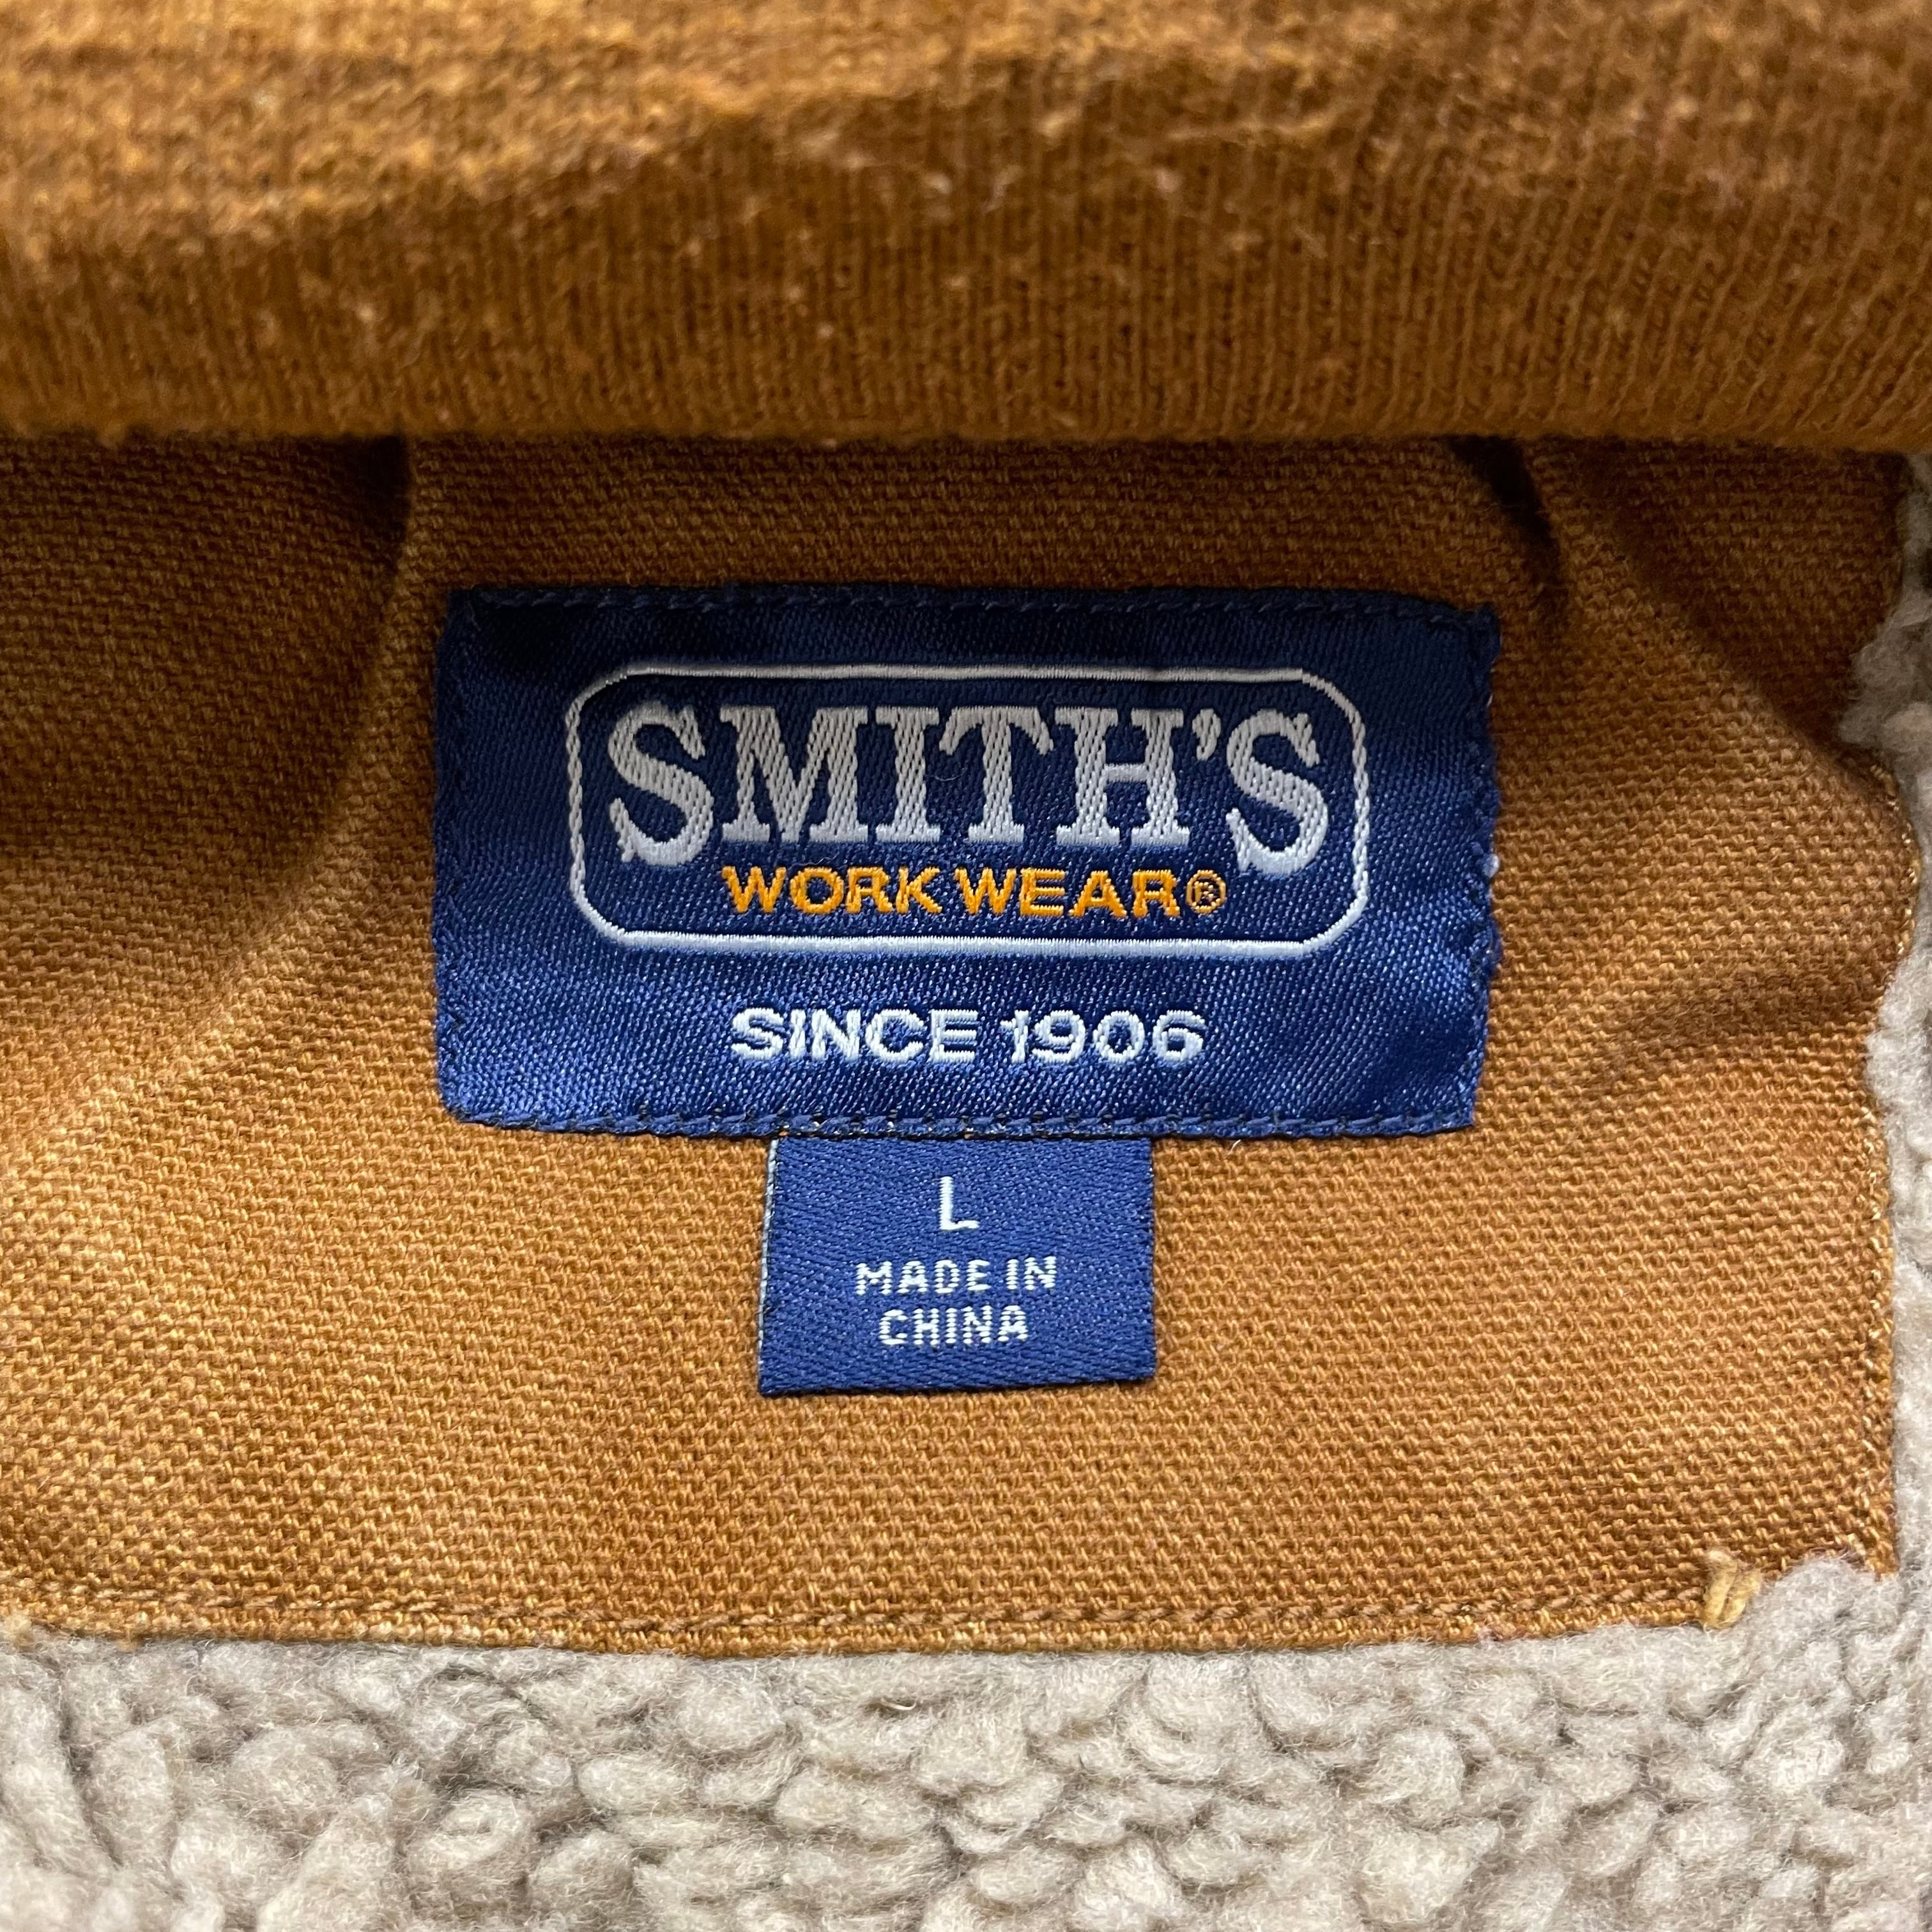 SMITH'S
WORK WEAR®
SINCE 1906
L
MADE IN
CHINA